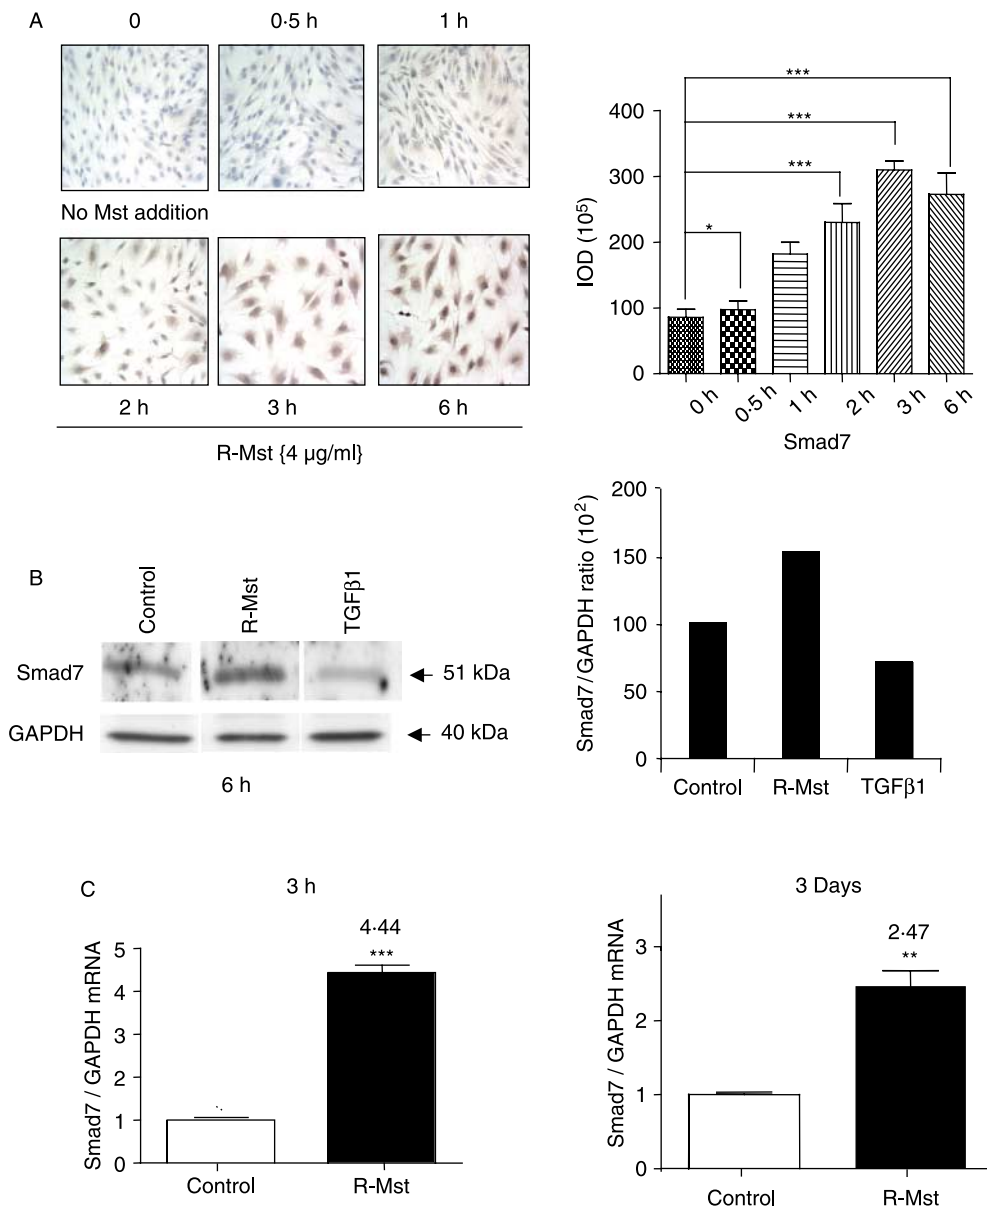 A
0
0·5 h
1 h
No Mst addition
2 h
3 h
6 h
R-Mst {4 µg/ml}
***
***
***
*
400
300
200
100
0
IOD (10⁵)
0 h
0·5 h
1 h
2 h
3 h
6 h
Smad7
B
Control
R-Mst
TGFβ1
Smad7
51 kDa
GAPDH
40 kDa
6 h
200
150
100
50
0
Smad7/GAPDH ratio (10²)
Control
R-Mst
TGFβ1
C
3 h
4·44
***
5
4
3
2
1
0
Smad7 / GAPDH mRNA
Control
R-Mst
3 Days
2·47
**
3
2
1
0
Smad7 / GAPDH mRNA
Control
R-Mst